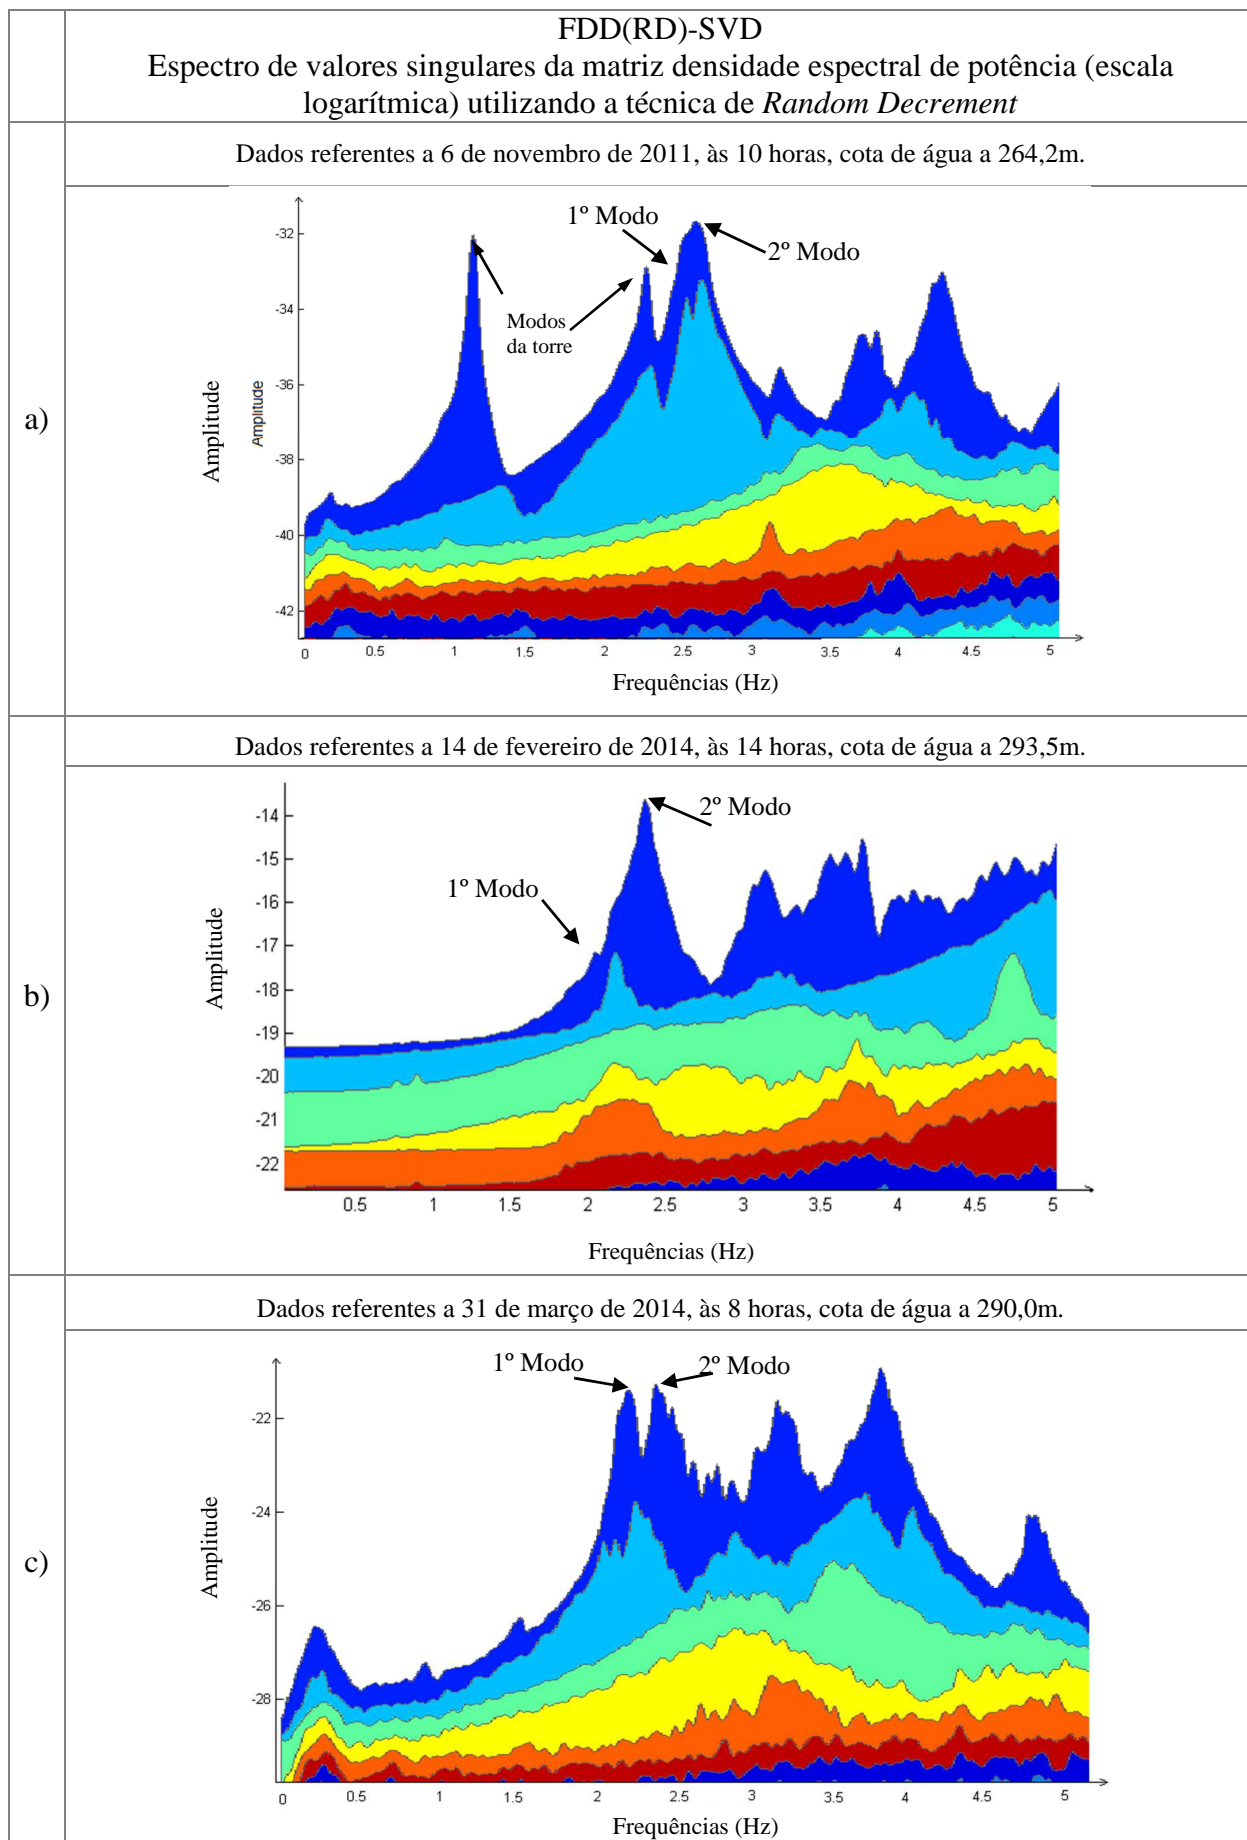 FDD(RD)-SVD
Espectro de valores singulares da matriz densidade espectral de potência (escala
logarítmica) utilizando a técnica de Random Decrement
a)
Dados referentes a 6 de novembro de 2011, às 10 horas, cota de água a 264,2m.
1º Modo
2º Modo
Modos
da torre
Amplitude
Amplitude
-32
-34
-36
-38
-40
-42
0 0.5 1 1.5 2 2.5 3 3.5 4 4.5 5
Frequências (Hz)
b)
Dados referentes a 14 de fevereiro de 2014, às 14 horas, cota de água a 293,5m.
2º Modo
1º Modo
Amplitude
-14
-15
-16
-17
-18
-19
-20
-21
-22
0.5 1 1.5 2 2.5 3 3.5 4 4.5 5
Frequências (Hz)
c)
Dados referentes a 31 de março de 2014, às 8 horas, cota de água a 290,0m.
1º Modo
2º Modo
Amplitude
-22
-24
-26
-28
0 0.5 1 1.5 2 2.5 3 3.5 4 4.5 5
Frequências (Hz)